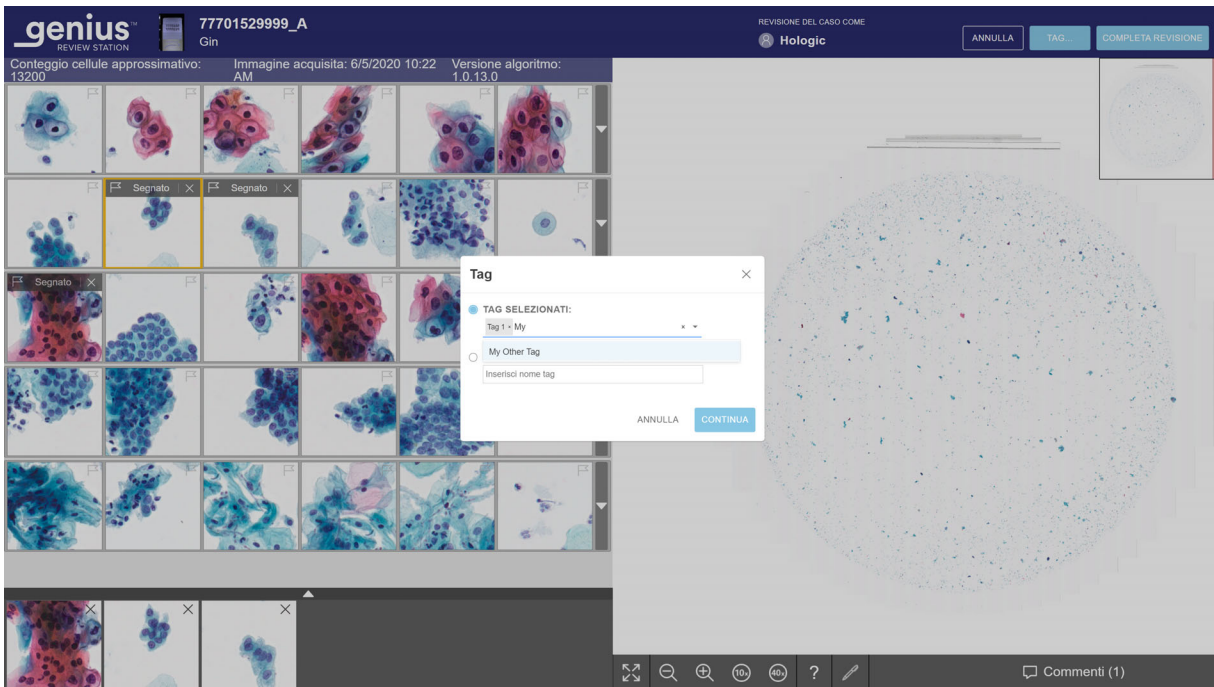 genius™
REVIEW STATION
77701529999_A
Gin
REVISIONE DEL CASO COME
Hologic
ANNULLA
TAG...
COMPLETA REVISIONE
Conteggio cellule approssimativo: 13200
Immagine acquisita: 6/5/2020 10:22 AM
Versione algoritmo: 1.0.13.0
Segnato
Segnato
Segnato
Tag
TAG SELEZIONATI:
Tag 1 × My
My Other Tag
Inserisci nome tag
ANNULLA
CONTINUA
10x
40x
?
Commenti (1)